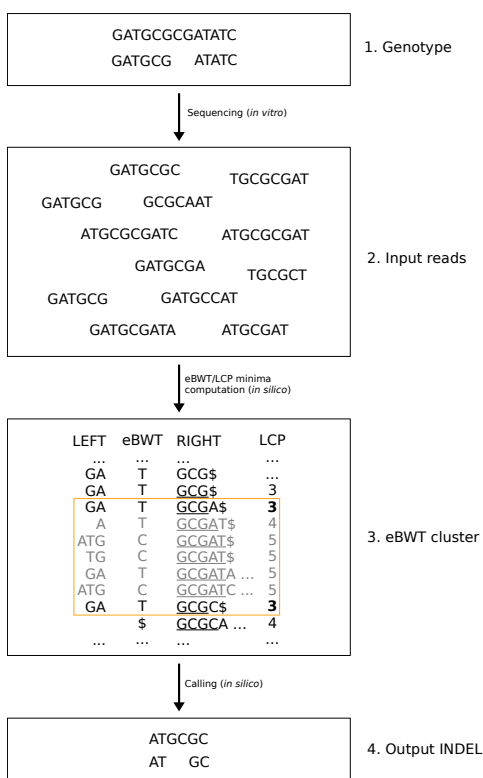 GATGCGCGATATC
GATGCG ATATC
1. Genotype
Sequencing (in vitro)
GATGCGC
TGCGCGAT
GATGCG GCGCAAT
ATGCGCGATC ATGCGCGAT
GATGCGA
TGCGCT
GATGCG GATGCCAT
GATGCGATA ATGCGAT
2. Input reads
eBWT/LCP minima
computation (in silico)
LEFT eBWT RIGHT LCP
... ... ... ...
GA T GCG$ ...
GA T GCG$ 3
GA T GCGA$ 3
A T GCGAT$ 4
ATG C GCGAT$ 5
TG C GCGAT$ 5
GA T GCGATA ... 5
ATG C GCGATC ... 5
GA T GCGC$ 3
$ GCGCA ... 4
... ... ... ...
3. eBWT cluster
Calling (in silico)
ATGCGC
AT GC
4. Output INDEL